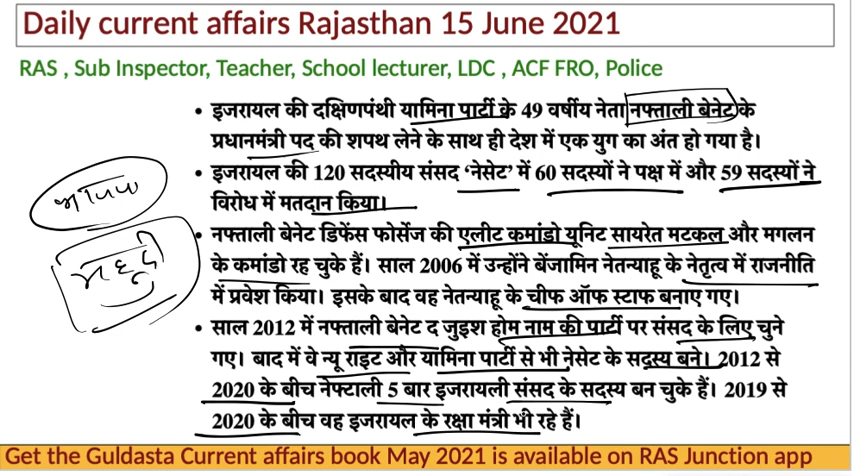 Daily current affairs Rajasthan 15 June 2021
RAS , Sub Inspector, Teacher, School lecturer, LDC , ACF FRO, Police
• इजरायल की दक्षिणपंथी यामिना पार्टी के 49 वर्षीय नेता नफ्ताली बेनेट के
प्रधानमंत्री पद की शपथ लेने के साथ ही देश में एक युग का अंत हो गया है।
• इजरायल की 120 सदस्यीय संसद ‘नेसेट’ में 60 सदस्यों ने पक्ष में और 59 सदस्यों ने
विरोध में मतदान किया।
• नफ्ताली बेनेट डिफेंस फोर्सेज की एलीट कमांडो यूनिट सायरेत मटकल और मगलन
के कमांडो रह चुके हैं। साल 2006 में उन्होंने बेंजामिन नेतन्याहू के नेतृत्व में राजनीति
यहूदी
में प्रवेश किया। इसके बाद वह नेतन्याहू के चीफ ऑफ स्टाफ बनाए गए।
• साल 2012 में नफ्ताली बेनेट द जुइश होम नाम की पार्टी पर संसद के लिए चुने
गए। बाद में वे न्यू राइट और यामिना पार्टी से भी नेसेट के सदस्य बने। 2012 से
2020 के बीच नेफ्टाली 5 बार इजरायली संसद के सदस्य बन चुके हैं। 2019 से
2020 के बीच वह इजरायल के रक्षा मंत्री भी रहे हैं।
Get the Guldasta Current affairs book May 2021 is available on RAS Junction app